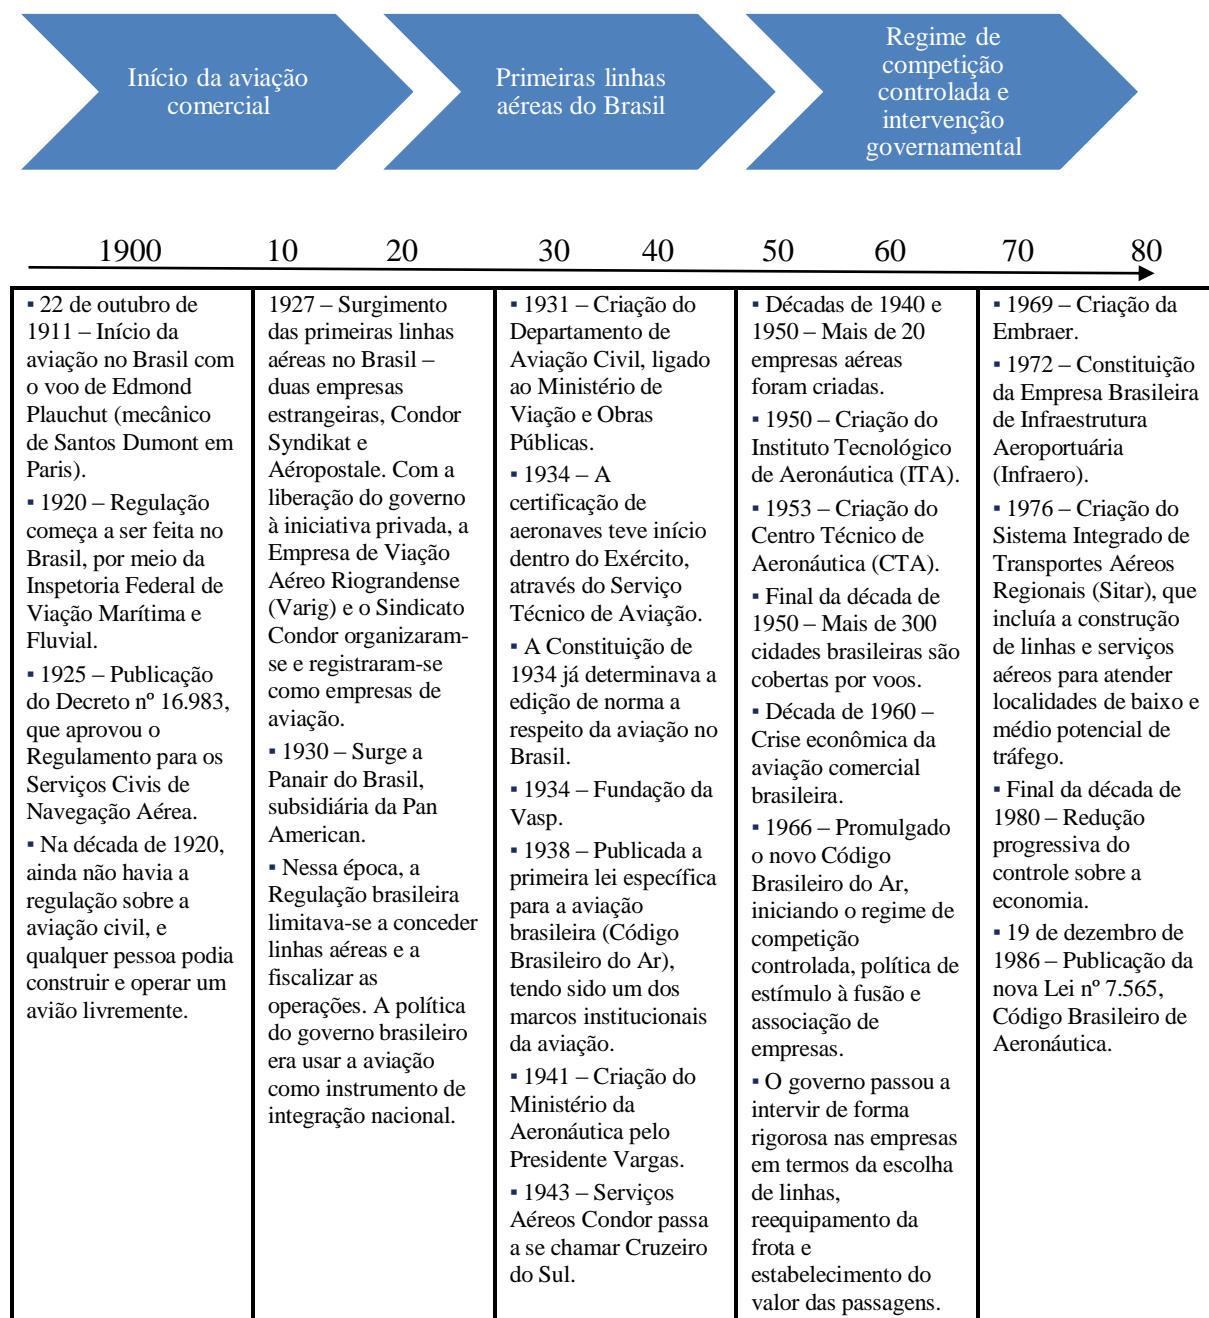 Início da aviação
comercial
Primeiras linhas
aéreas do Brasil
Regime de
competição
controlada e
intervenção
governamental
1900 10 20 30 40 50 60 70 80
▪ 22 de outubro de
1911 – Início da
aviação no Brasil com
o voo de Edmond
Plauchut (mecânico
de Santos Dumont em
Paris).
▪ 1920 – Regulação
começa a ser feita no
Brasil, por meio da
Inspetoria Federal de
Viação Marítima e
Fluvial.
▪ 1925 – Publicação
do Decreto nº 16.983,
que aprovou o
Regulamento para os
Serviços Civis de
Navegação Aérea.
▪ Na década de 1920,
ainda não havia a
regulação sobre a
aviação civil, e
qualquer pessoa podia
construir e operar um
avião livremente.
1927 – Surgimento
das primeiras linhas
aéreas no Brasil –
duas empresas
estrangeiras, Condor
Syndikat e
Aéropostale. Com a
liberação do governo
à iniciativa privada, a
Empresa de Viação
Aéreo Riograndense
(Varig) e o Sindicato
Condor organizaram-
se e registraram-se
como empresas de
aviação.
▪ 1930 – Surge a
Panair do Brasil,
subsidiária da Pan
American.
▪ Nessa época, a
Regulação brasileira
limitava-se a conceder
linhas aéreas e a
fiscalizar as
operações. A política
do governo brasileiro
era usar a aviação
como instrumento de
integração nacional.
▪ 1931 – Criação do
Departamento de
Aviação Civil, ligado
ao Ministério de
Viação e Obras
Públicas.
▪ 1934 – A
certificação de
aeronaves teve início
dentro do Exército,
através do Serviço
Técnico de Aviação.
▪ A Constituição de
1934 já determinava a
edição de norma a
respeito da aviação no
Brasil.
▪ 1934 – Fundação da
Vasp.
▪ 1938 – Publicada a
primeira lei específica
para a aviação
brasileira (Código
Brasileiro do Ar),
tendo sido um dos
marcos institucionais
da aviação.
▪ 1941 – Criação do
Ministério da
Aeronáutica pelo
Presidente Vargas.
▪ 1943 – Serviços
Aéreos Condor passa
a se chamar Cruzeiro
do Sul.
▪ Décadas de 1940 e
1950 – Mais de 20
empresas aéreas
foram criadas.
▪ 1950 – Criação do
Instituto Tecnológico
de Aeronáutica (ITA).
▪ 1953 – Criação do
Centro Técnico de
Aeronáutica (CTA).
▪ Final da década de
1950 – Mais de 300
cidades brasileiras são
cobertas por voos.
▪ Década de 1960 –
Crise econômica da
aviação comercial
brasileira.
▪ 1966 – Promulgado
o novo Código
Brasileiro do Ar,
iniciando o regime de
competição
controlada, política de
estímulo à fusão e
associação de
empresas.
▪ O governo passou a
intervir de forma
rigorosa nas empresas
em termos da escolha
de linhas,
reequipamento da
frota e
estabelecimento do
valor das passagens.
▪ 1969 – Criação da
Embraer.
▪ 1972 – Constituição
da Empresa Brasileira
de Infraestrutura
Aeroportuária
(Infraero).
▪ 1976 – Criação do
Sistema Integrado de
Transportes Aéreos
Regionais (Sitar), que
incluía a construção
de linhas e serviços
aéreos para atender
localidades de baixo e
médio potencial de
tráfego.
▪ Final da década de
1980 – Redução
progressiva do
controle sobre a
economia.
▪ 19 de dezembro de
1986 – Publicação da
nova Lei nº 7.565,
Código Brasileiro de
Aeronáutica.